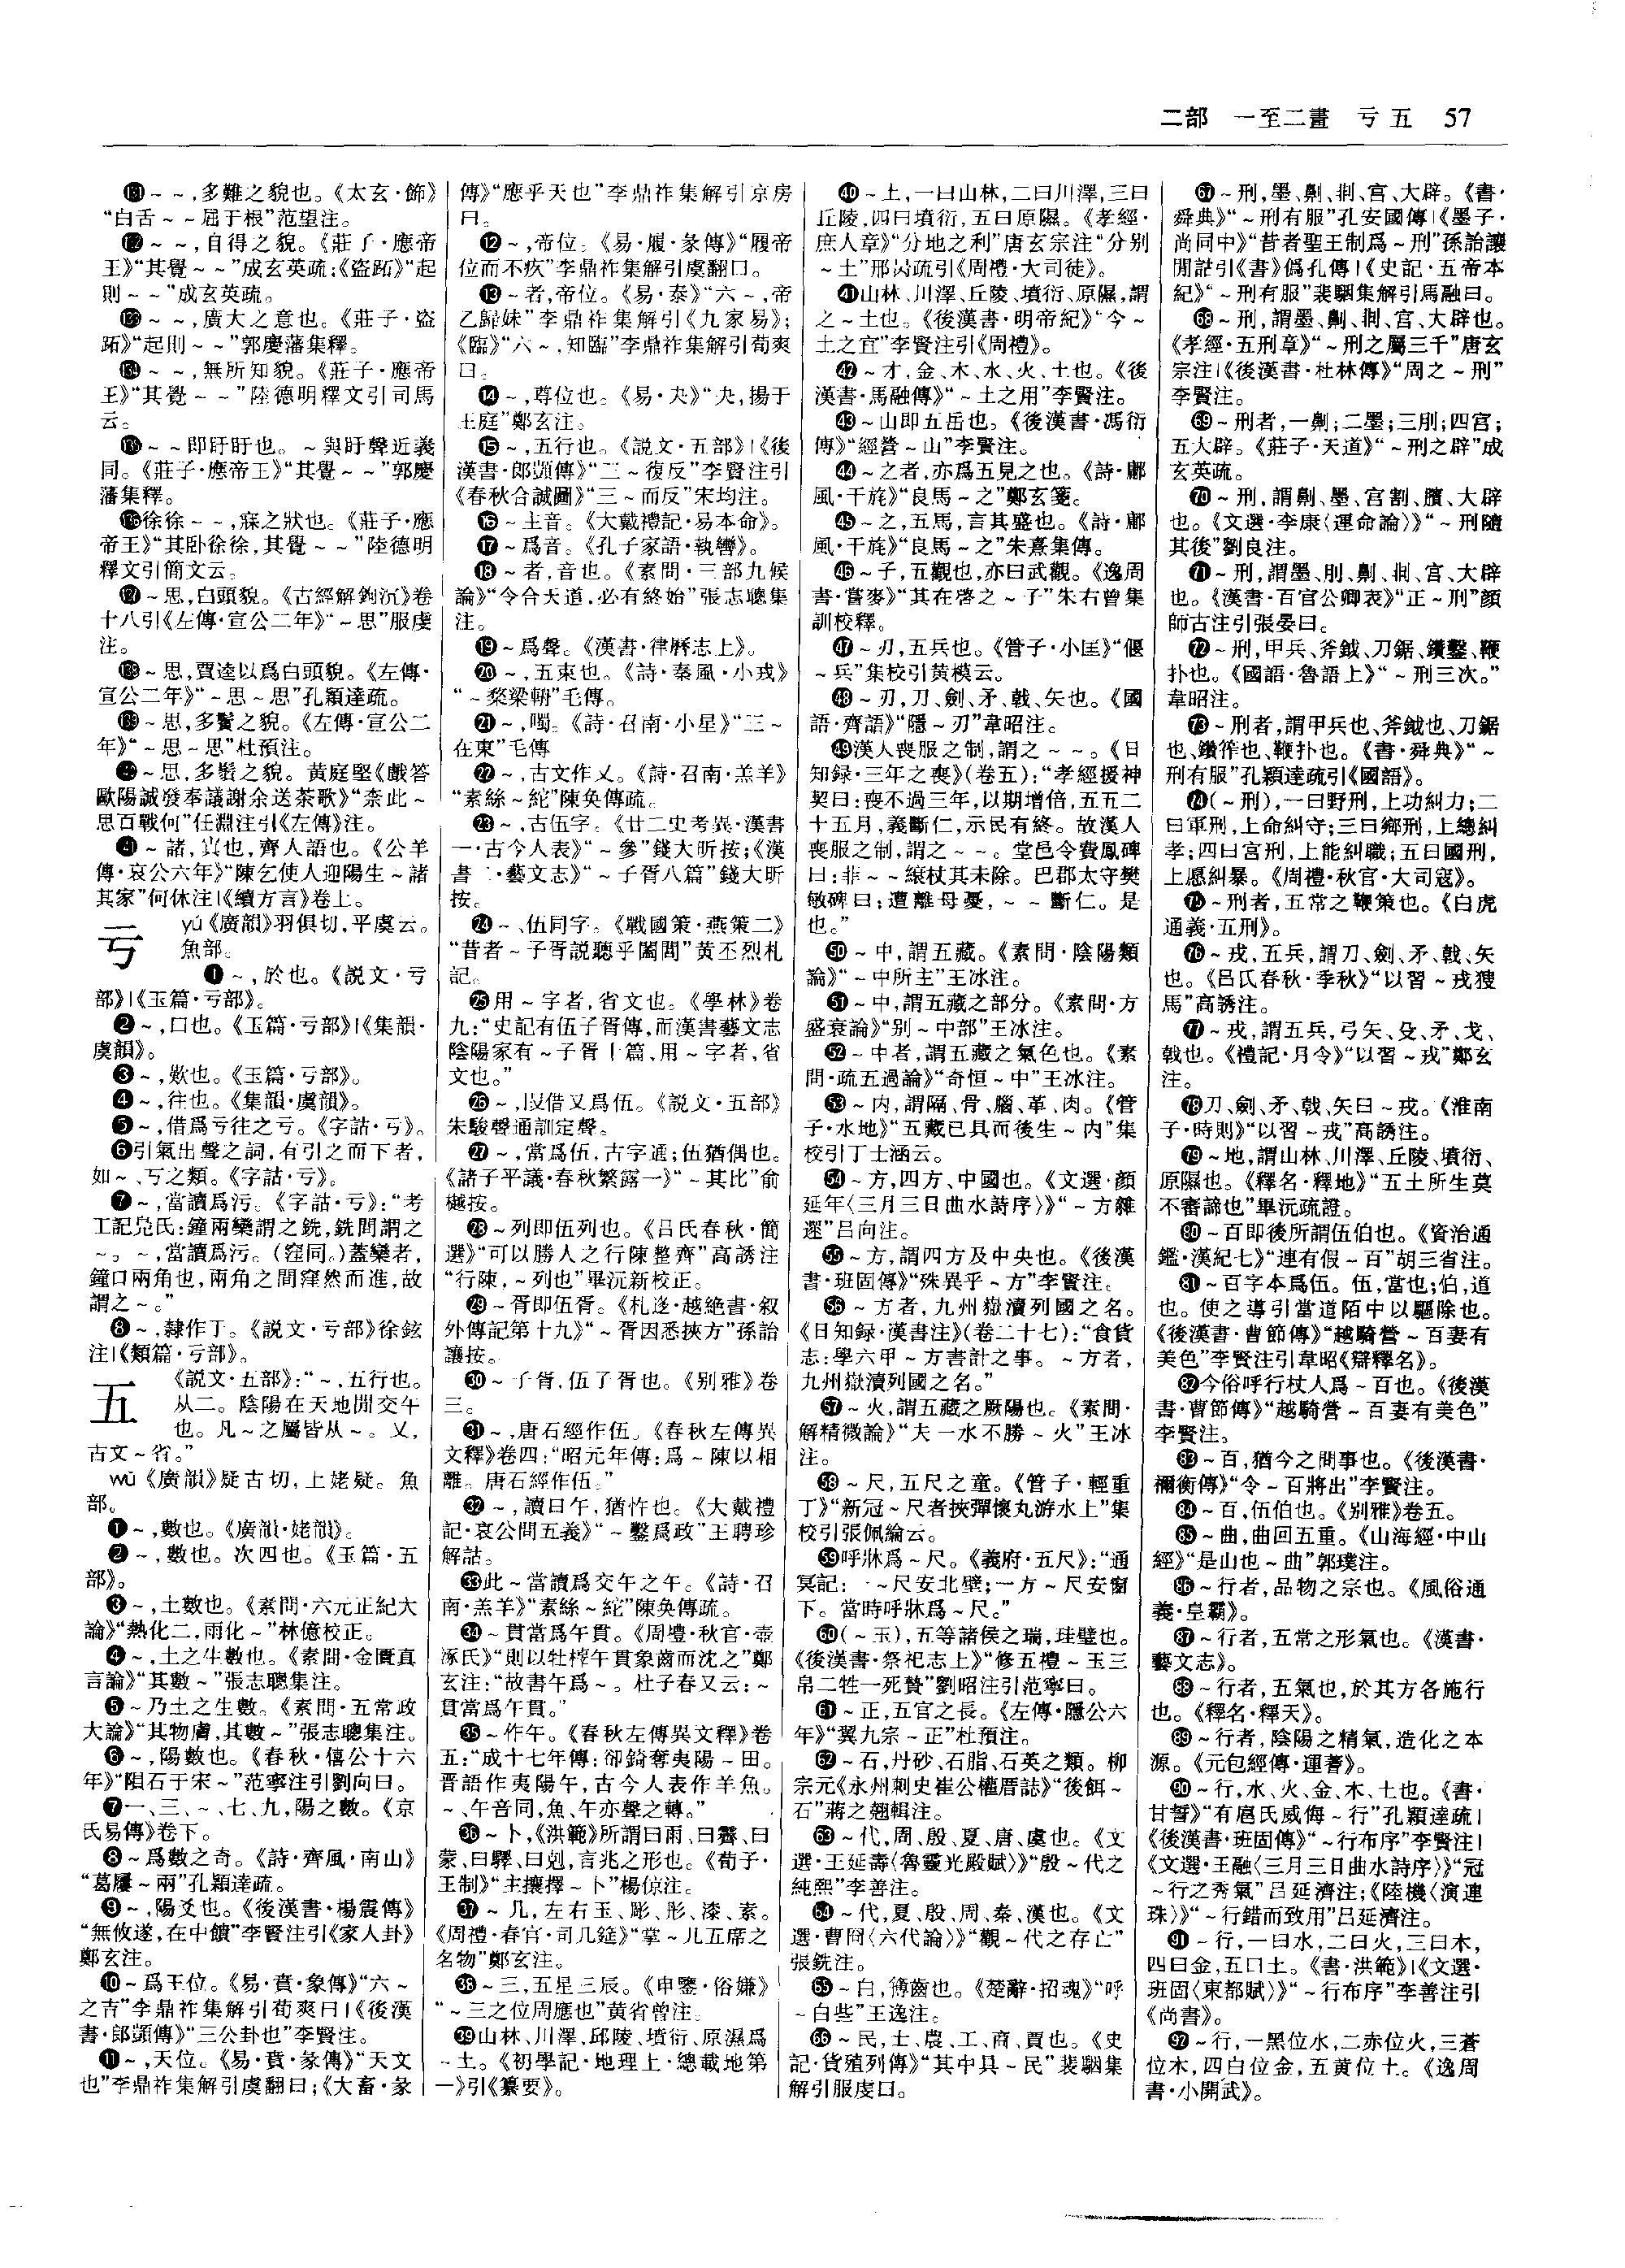 二部 一至二畫 亏 五 57
～～,多難之貌也。《太玄·飾》
“白舌～～屈于根”范望注。
～～,自得之貌。《莊子·應帝
王》“其覺～～”成玄英疏;《盜跖》“起
則～～”成玄英疏。
～～,廣大之意也。《莊子·盜
跖》“起則～～”郭慶藩集釋。
～～,無所知貌。《莊子·應帝
王》“其覺～～”陸德明釋文引司馬
云。
～～即盱盱也。～與盱聲近義
同。《莊子·應帝王》“其覺～～”郭慶
藩集釋。
徐徐～～,寐之狀也。《莊子·應
帝王》“其卧徐徐,其覺～～”陸德明
釋文引簡文云。
～思,白頭貌。《古經解鉤沉》卷
十八引《左傳·宣公二年》“～思”服虔
注。
～思,賈逵以爲白頭貌。《左傳·
宣公二年》“～思～思”孔穎達疏。
～思,多鬢之貌。《左傳·宣公二
年》“～思～思”杜預注。
～思,多鬚之貌。黄庭堅《戲答
歐陽誠發奉議謝余送茶歌》“柰此～
思百戰何”任淵注引《左傳》注。
～諸,寘也,齊人語也。《公羊
傳·哀公六年》“陳乞使人迎陽生～諸
其家”何休注|《續方言》卷上。
亏 yú《廣韻》羽俱切,平虞云。
魚部。
❶～,於也。《説文·亏
部》|《玉篇·亏部》。
❷～,口也。《玉篇·亏部》|《集韻·
虞韻》。
❸～,欤也。《玉篇·亏部》。
❹～,往也。《集韻·虞韻》。
❺～,借爲亏往之亏。《字詁·亏》。
❻引氣出聲之詞,有引之而下者,
如～、丂之類。《字詁·亏》。
❼～,當讀爲污。《字詁·亏》:“考
工記凫氏:鐘兩欒謂之銑,銑間謂之
～。～,當讀爲污。(窪同。)蓋欒者,
鐘口兩角也,兩角之間窪然而進,故
謂之～。”
❽～,隸作丁。《説文·亏部》徐鉉
注|《類篇·亏部》。
五 《説文·五部》:“～,五行也。
从二。陰陽在天地間交午
也。凡～之屬皆从～。乂,
古文～省。”
wǔ《廣韻》疑古切,上姥疑。魚
部。
❶～,數也。《廣韻·姥韻》。
❷～,數也。次四也。《玉篇·五
部》。
❸～,土數也。《素問·六元正紀大
論》“熱化二,雨化～”林億校正。
❹～,土之生數也。《素問·金匱真
言論》“其數～”張志聰集注。
❺～乃土之生數。《素問·五常政
大論》“其物膚,其數～”張志聰集注。
❻～,陽數也。《春秋·僖公十六
年》“隕石于宋～”范寧注引劉向曰。
❼一、三、～、七、九,陽之數。《京
氏易傳》卷下。
❽～爲數之奇。《詩·齊風·南山》
“葛屨～兩”孔穎達疏。
❾～,陽爻也。《後漢書·楊震傳》
“無攸遂,在中饋”李賢注引《家人卦》
鄭玄注。
❿～爲王位。《易·賁·象傳》“六～
之吉”李鼎祚集解引荀爽曰|《後漢
書·郎顗傳》“三公卦也”李賢注。
⓫～,天位。《易·賁·彖傳》“天文
也”李鼎祚集解引虞翻曰;《大畜·彖
傳》“應乎天也”李鼎祚集解引京房
曰。
⓬～,帝位。《易·履·彖傳》“履帝
位而不疚”李鼎祚集解引虞翻曰。
⓭～者,帝位。《易·泰》“六～,帝
乙歸妹”李鼎祚集解引《九家易》;
《臨》“六～,知臨”李鼎祚集解引荀爽
曰。
⓮～,尊位也。《易·夬》“夬,揚于
王庭”鄭玄注。
⓯～,五行也。《説文·五部》|《後
漢書·郎顗傳》“三～復反”李賢注引
《春秋合誠圖》“三～而反”宋均注。
⓰～主音。《大戴禮記·易本命》。
⓱～爲音。《孔子家語·執轡》。
⓲～者,音也。《素問·三部九候
論》“令合天道,必有終始”張志聰集
注。
⓳～爲聲。《漢書·律曆志上》。
⓴～,五束也。《詩·秦風·小戎》
“～楘梁輈”毛傳。
㉑～,噣。《詩·召南·小星》“三～
在東”毛傳
㉒～,古文作乂。《詩·召南·羔羊》
“素絲～紽”陳奂傳疏。
㉓～,古伍字。《廿二史考異·漢書
一·古今人表》“～參”錢大昕按;《漢
書二·藝文志》“～子胥八篇”錢大昕
按。
㉔～、伍同字。《戰國策·燕策二》
“昔者～子胥説聽乎闔閭”黄丕烈札
記。
㉕用～字者,省文也。《學林》卷
九:“史記有伍子胥傳,而漢書藝文志
陰陽家有～子胥十篇,用～字者,省
文也。”
㉖～,叚借又爲伍。《説文·五部》
朱駿聲通訓定聲。
㉗～,當爲伍,古字通;伍猶偶也。
《諸子平議·春秋繁露一》“～其比”俞
樾按。
㉘～列即伍列也。《吕氏春秋·簡
選》“可以勝人之行陳整齊”高誘注
“行陳,～列也”畢沅新校正。
㉙～胥即伍胥。《札迻·越絶書·叙
外傳記第十九》“～胥因悉挾方”孫詒
讓按。
㉚～子胥,伍子胥也。《别雅》卷
三。
㉛～,唐石經作伍。《春秋左傳異
文釋》卷四:“昭元年傳:爲～陳以相
離。唐石經作伍。”
㉜～,讀曰午,猶忤也。《大戴禮
記·哀公問五義》“～鑿爲政”王聘珍
解詁。
㉝此～當讀爲交午之午。《詩·召
南·羔羊》“素絲～紽”陳奂傳疏。
㉞～貫當爲午貫。《周禮·秋官·壺
涿氏》“則以牡橭午貫象齒而沈之”鄭
玄注:“故書午爲～。杜子春又云:～
貫當爲午貫。”
㉟～作午。《春秋左傳異文釋》卷
五:“成十七年傳:郤錡奪夷陽～田。
晋語作夷陽午,古今人表作羊魚。
～、午音同,魚、午亦聲之轉。”
㊱～卜,《洪範》所謂曰雨、曰霽、曰
蒙、曰驛、曰剋,言兆之形也。《荀子·
王制》“主攘擇～卜”楊倞注。
㊲～几,左右玉、彫、彤、漆、素。
《周禮·春官·司几筵》“掌～几五席之
名物”鄭玄注。
㊳～三,五星三辰。《申鑒·俗嫌》
“～三之位周應也”黄省曾注。
㊴山林、川澤、邱陵、墳衍、原濕爲
～土。《初學記·地理上·總載地第
一》引《纂要》。
㊵～土,一曰山林,二曰川澤,三曰
丘陵,四曰墳衍,五曰原隰。《孝經·
庶人章》“分地之利”唐玄宗注“分别
～土”邢昺疏引《周禮·大司徒》。
㊶山林、川澤、丘陵、墳衍、原隰,謂
之～土也。《後漢書·明帝紀》“今～
土之宜”李賢注引《周禮》。
㊷～才,金、木、水、火、土也。《後
漢書·馬融傳》“～土之用”李賢注。
㊸～山即五岳也。《後漢書·馮衍
傳》“經營～山”李賢注。
㊹～之者,亦爲五見之也。《詩·鄘
風·干旄》“良馬～之”鄭玄箋。
㊺～之,五馬,言其盛也。《詩·鄘
風·干旄》“良馬～之”朱熹集傳。
㊻～子,五觀也,亦曰武觀。《逸周
書·嘗麥》“其在啓之～子”朱右曾集
訓校釋。
㊼～刃,五兵也。《管子·小匡》“偃
～兵”集校引黄模云。
㊽～刃,刀、劍、矛、戟、矢也。《國
語·齊語》“隱～刃”韋昭注。
㊾漢人喪服之制,謂之～～。《日
知録·三年之喪》(卷五):“孝經援神
契曰:喪不過三年,以期增倍,五五二
十五月,義斷仁,示民有終。故漢人
喪服之制,謂之～～。堂邑令費鳳碑
曰:非～～縗杖其未除。巴郡太守樊
敏碑曰:遭離母憂,～～斷仁。是
也。”
㊿～中,謂五藏。《素問·陰陽類
論》“～中所主”王冰注。
51～中,謂五藏之部分。《素問·方
盛衰論》“别～中部”王冰注。
52～中者,謂五藏之氣色也。《素
問·疏五過論》“奇恒～中”王冰注。
53～内,謂隔、骨、腦、革、肉。《管
子·水地》“五藏已具而後生～内”集
校引丁士涵云。
54～方,四方、中國也。《文選·顔
延年〈三月三日曲水詩序〉》“～方雜
遝”吕向注。
55～方,謂四方及中央也。《後漢
書·班固傳》“殊異乎～方”李賢注。
56～方者,九州嶽瀆列國之名。
《日知録·漢書注》(卷二十七):“食貨
志:學六甲～方書計之事。～方者,
九州嶽瀆列國之名。”
57～火,謂五藏之厥陽也。《素問·
解精微論》“夫一水不勝～火”王冰
注。
58～尺,五尺之童。《管子·輕重
丁》“新冠～尺者挾彈懷丸游水上”集
校引張佩綸云。
59呼牀爲～尺。《義府·五尺》:“通
冥記:一～尺安北壁;一方～尺安窗
下。當時呼牀爲～尺。”
60(～玉),五等諸侯之瑞,珪璧也。
《後漢書·祭祀志上》“修五禮～玉三
帛二牲一死贄”劉昭注引范寧曰。
61～正,五官之長。《左傳·隱公六
年》“翼九宗～正”杜預注。
62～石,丹砂、石脂、石英之類。柳
宗元《永州刺史崔公權厝誌》“後餌～
石”蔣之翹輯注。
63～代,周、殷、夏、唐、虞也。《文
選·王延壽〈魯靈光殿賦〉》“殷～代之
純熙”李善注。
64～代,夏、殷、周、秦、漢也。《文
選·曹冏〈六代論〉》“觀～代之存亡”
張銑注。
65～白,簙齒也。《楚辭·招魂》“呼
～白些”王逸注。
66～民,士、農、工、商、賈也。《史
記·貨殖列傳》“其中具～民”裴駰集
解引服虔曰。
67～刑,墨、劓、剕、宫、大辟。《書·
舜典》“～刑有服”孔安國傳|《墨子·
尚同中》“昔者聖王制爲～刑”孫詒讓
閒詁引《書》僞孔傳|《史記·五帝本
紀》“～刑有服”裴駰集解引馬融曰。
68～刑,謂墨、劓、剕、宫、大辟也。
《孝經·五刑章》“～刑之屬三千”唐玄
宗注|《後漢書·杜林傳》“周之～刑”
李賢注。
69～刑者,一劓;二墨;三刖;四宫;
五大辟。《莊子·天道》“～刑之辟”成
玄英疏。
70～刑,謂劓、墨、宫割、臏、大辟
也。《文選·李康〈運命論〉》“～刑隨
其後”劉良注。
71～刑,謂墨、刖、劓、剕、宫、大辟
也。《漢書·百官公卿表》“正～刑”顔
師古注引張晏曰。
72～刑,甲兵、斧鉞、刀鋸、鑽鑿、鞭
扑也。《國語·魯語上》“～刑三次。”
韋昭注。
73～刑者,謂甲兵也、斧鉞也、刀鋸
也、鑽笮也、鞭扑也。《書·舜典》“～
刑有服”孔穎達疏引《國語》。
74(～刑),一曰野刑,上功糾力;二
曰軍刑,上命糾守;三曰鄉刑,上總糾
孝;四曰宫刑,上能糾職;五曰國刑,
上愿糾暴。《周禮·秋官·大司寇》。
75～刑者,五常之鞭策也。《白虎
通義·五刑》。
76～戎,五兵,謂刀、劍、矛、戟、矢
也。《吕氏春秋·季秋》“以習～戎獀
馬”高誘注。
77～戎,謂五兵,弓矢、殳、矛、戈、
戟也。《禮記·月令》“以習～戎”鄭玄
注。
78刀、劍、矛、戟、矢曰～戎。《淮南
子·時則》“以習～戎”高誘注。
79～地,謂山林、川澤、丘陵、墳衍、
原隰也。《釋名·釋地》“五土所生莫
不審諦也”畢沅疏證。
80～百即後所謂伍伯也。《資治通
鑑·漢紀七》“連有假～百”胡三省注。
81～百字本爲伍。伍,當也;伯,道
也。使之導引當道陌中以驅除也。
《後漢書·曹節傳》“越騎營～百妻有
美色”李賢注引韋昭《辯釋名》。
82今俗呼行杖人爲～百也。《後漢
書·曹節傳》“越騎營～百妻有美色”
李賢注。
83～百,猶今之問事也。《後漢書·
禰衡傳》“令～百將出”李賢注。
84～百,伍伯也。《别雅》卷五。
85～曲,曲回五重。《山海經·中山
經》“是山也～曲”郭璞注。
86～行者,品物之宗也。《風俗通
義·皇霸》。
87～行者,五常之形氣也。《漢書·
藝文志》。
88～行者,五氣也,於其方各施行
也。《釋名·釋天》。
89～行者,陰陽之精氣,造化之本
源。《元包經傳·運蓍》。
90～行,水、火、金、木、土也。《書·
甘誓》“有扈氏威侮～行”孔穎達疏|
《後漢書·班固傳》“～行布序”李賢注|
《文選·王融〈三月三日曲水詩序〉》“冠
～行之秀氣”吕延濟注;《陸機〈演連
珠〉》“～行錯而致用”吕延濟注。
91～行,一曰水,二曰火,三曰木,
四曰金,五曰土。《書·洪範》|《文選·
班固〈東都賦〉》“～行布序”李善注引
《尚書》。
92～行,一黑位水,二赤位火,三蒼
位木,四白位金,五黄位土。《逸周
書·小開武》。